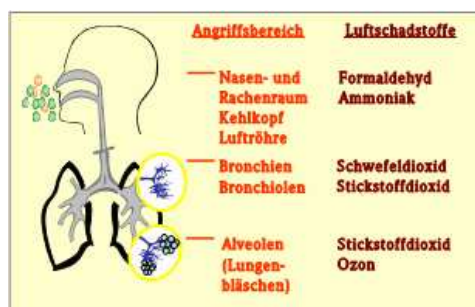 Angriffsbereich Luftschadstoffe
Nasen- und Formaldehyd
Rachenraum Ammoniak
Kehlkopf
Luftröhre
Bronchien Schwefeldioxid
Bronchiolen Stickstoffdioxid
Alveolen Stickstoffdioxid
(Lungen- Ozon
bläschen)